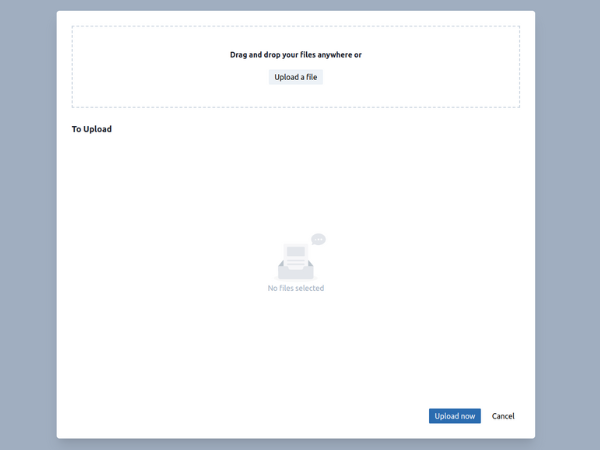 Drag and drop your files anywhere or
Upload a file
To Upload
No files selected
Upload now
Cancel